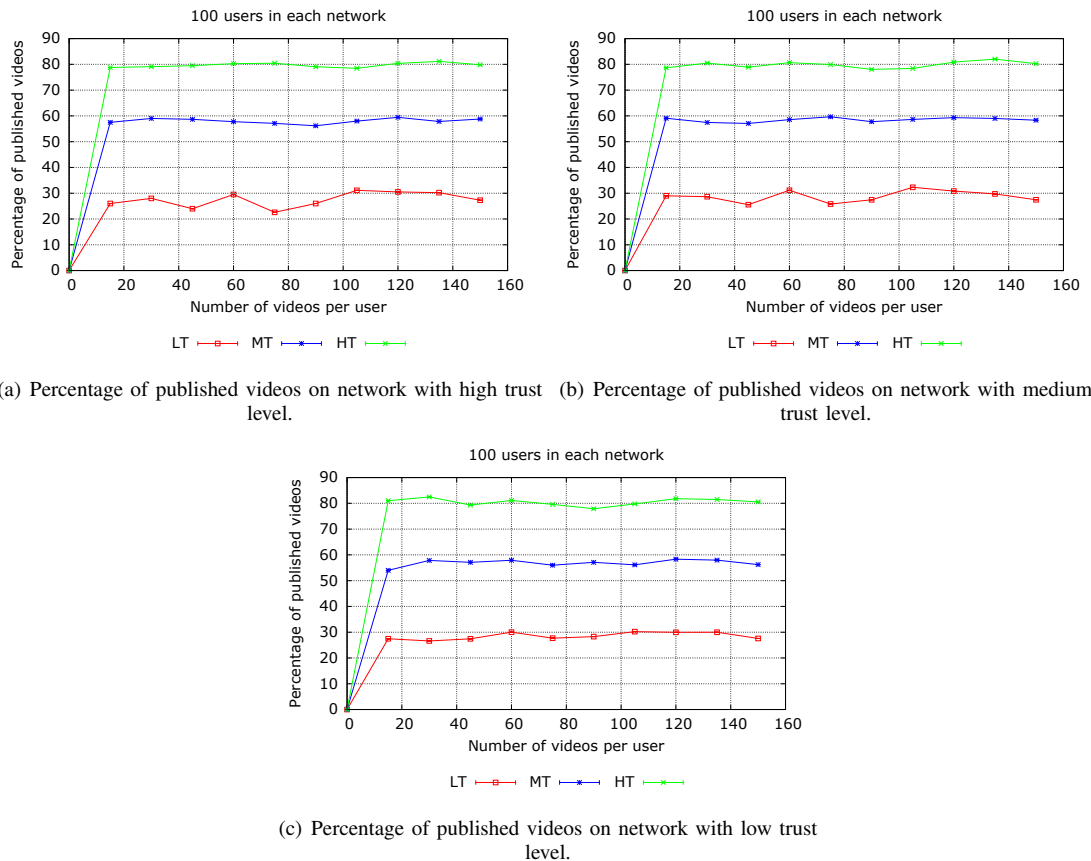 100 users in each network
Percentage of published videos
90
80
70
60
50
40
30
20
10
0
0 20 40 60 80 100 120 140 160
Number of videos per user
LT MT HT
(a) Percentage of published videos on network with high trust
level.
100 users in each network
Percentage of published videos
90
80
70
60
50
40
30
20
10
0
0 20 40 60 80 100 120 140 160
Number of videos per user
LT MT HT
(b) Percentage of published videos on network with medium
trust level.
100 users in each network
Percentage of published videos
90
80
70
60
50
40
30
20
10
0
0 20 40 60 80 100 120 140 160
Number of videos per user
LT MT HT
(c) Percentage of published videos on network with low trust
level.